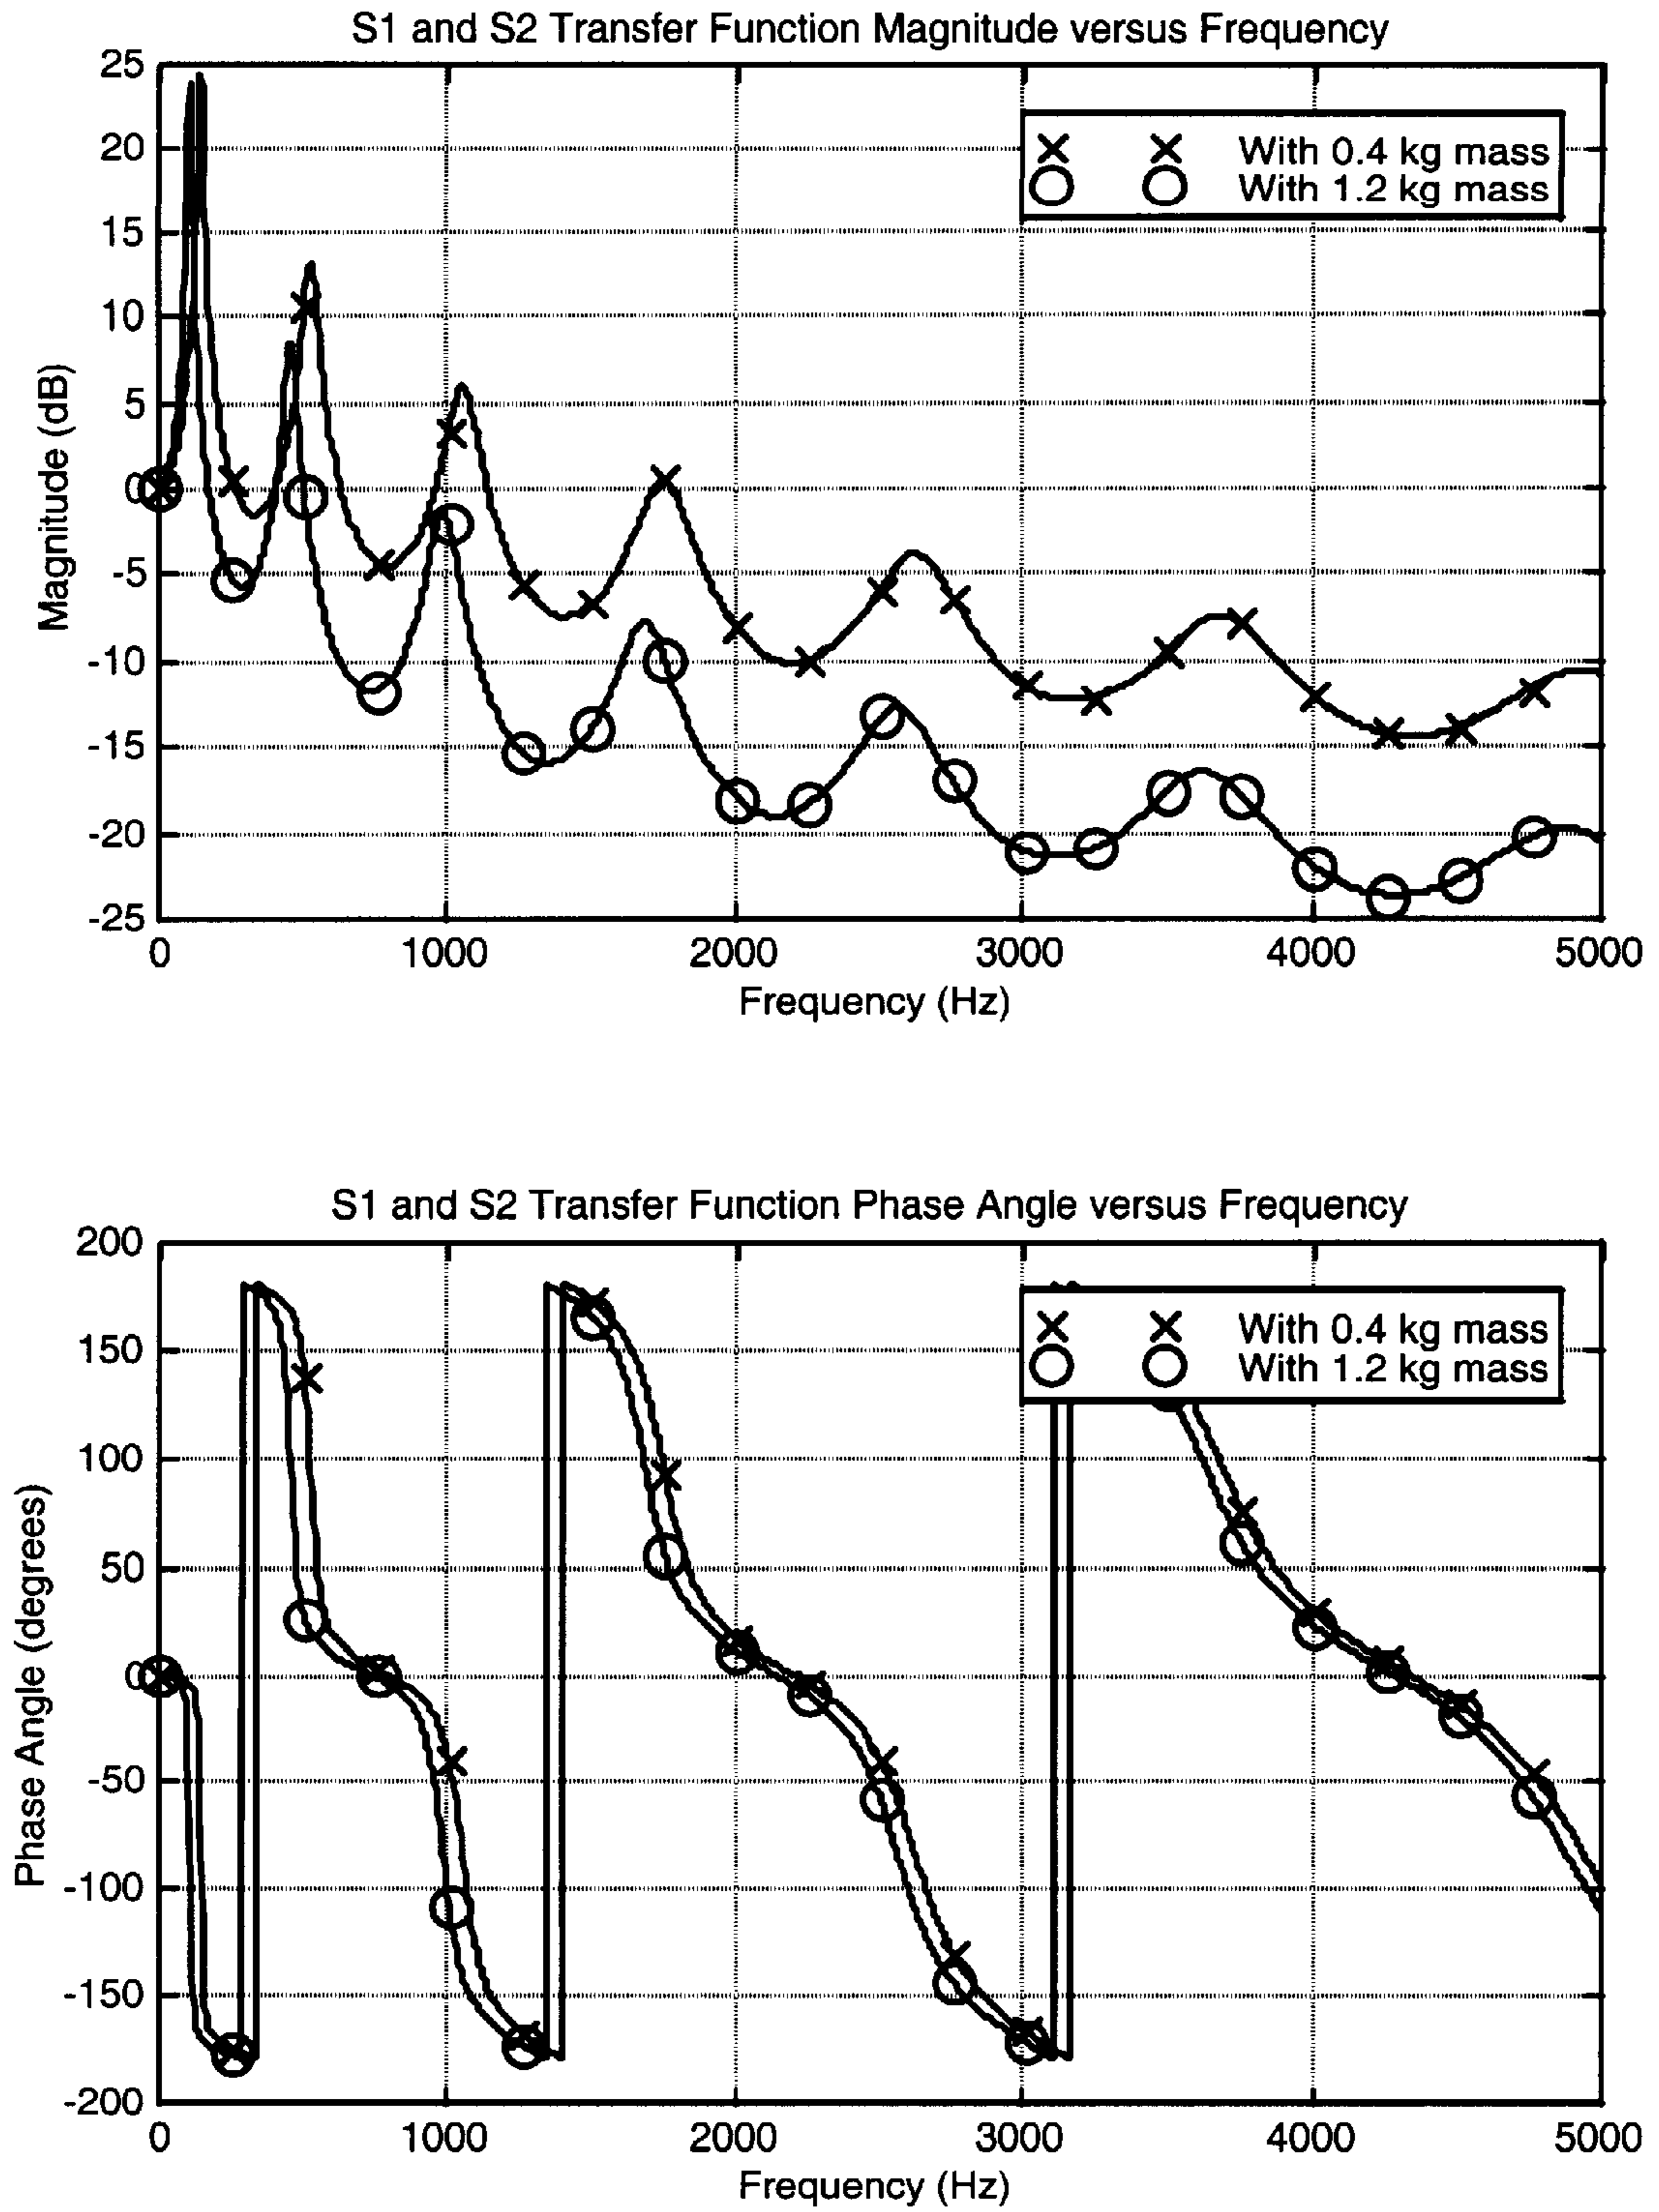 S1 and S2 Transfer Function Magnitude versus Frequency
25
20
15
10
5
0
-5
-10
-15
-20
-25
Magnitude (dB)
With 0.4 kg mass
With 1.2 kg mass
0 1000 2000 3000 4000 5000
Frequency (Hz)
S1 and S2 Transfer Function Phase Angle versus Frequency
200
150
100
50
0
-50
-100
-150
-200
Phase Angle (degrees)
With 0.4 kg mass
With 1.2 kg mass
0 1000 2000 3000 4000 5000
Frequency (Hz)